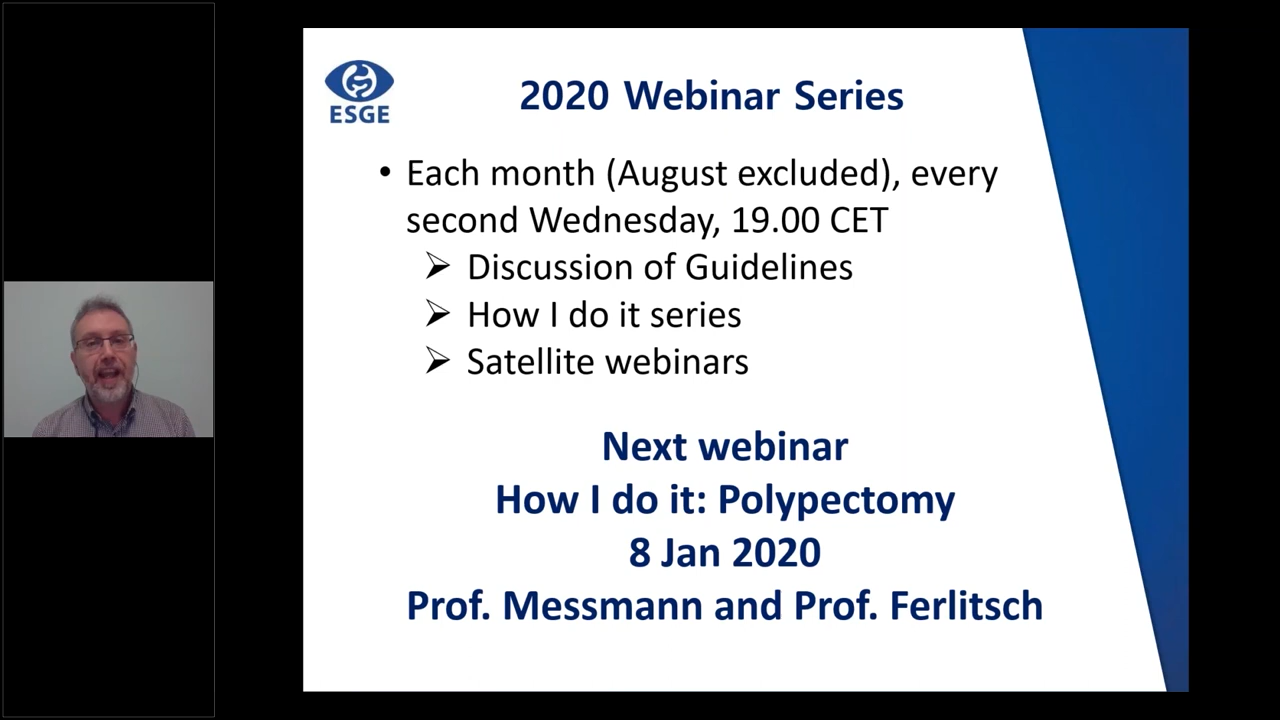 ESGE
2020 Webinar Series
• Each month (August excluded), every
second Wednesday, 19.00 CET
➢ Discussion of Guidelines
➢ How I do it series
➢ Satellite webinars
Next webinar
How I do it: Polypectomy
8 Jan 2020
Prof. Messmann and Prof. Ferlitsch